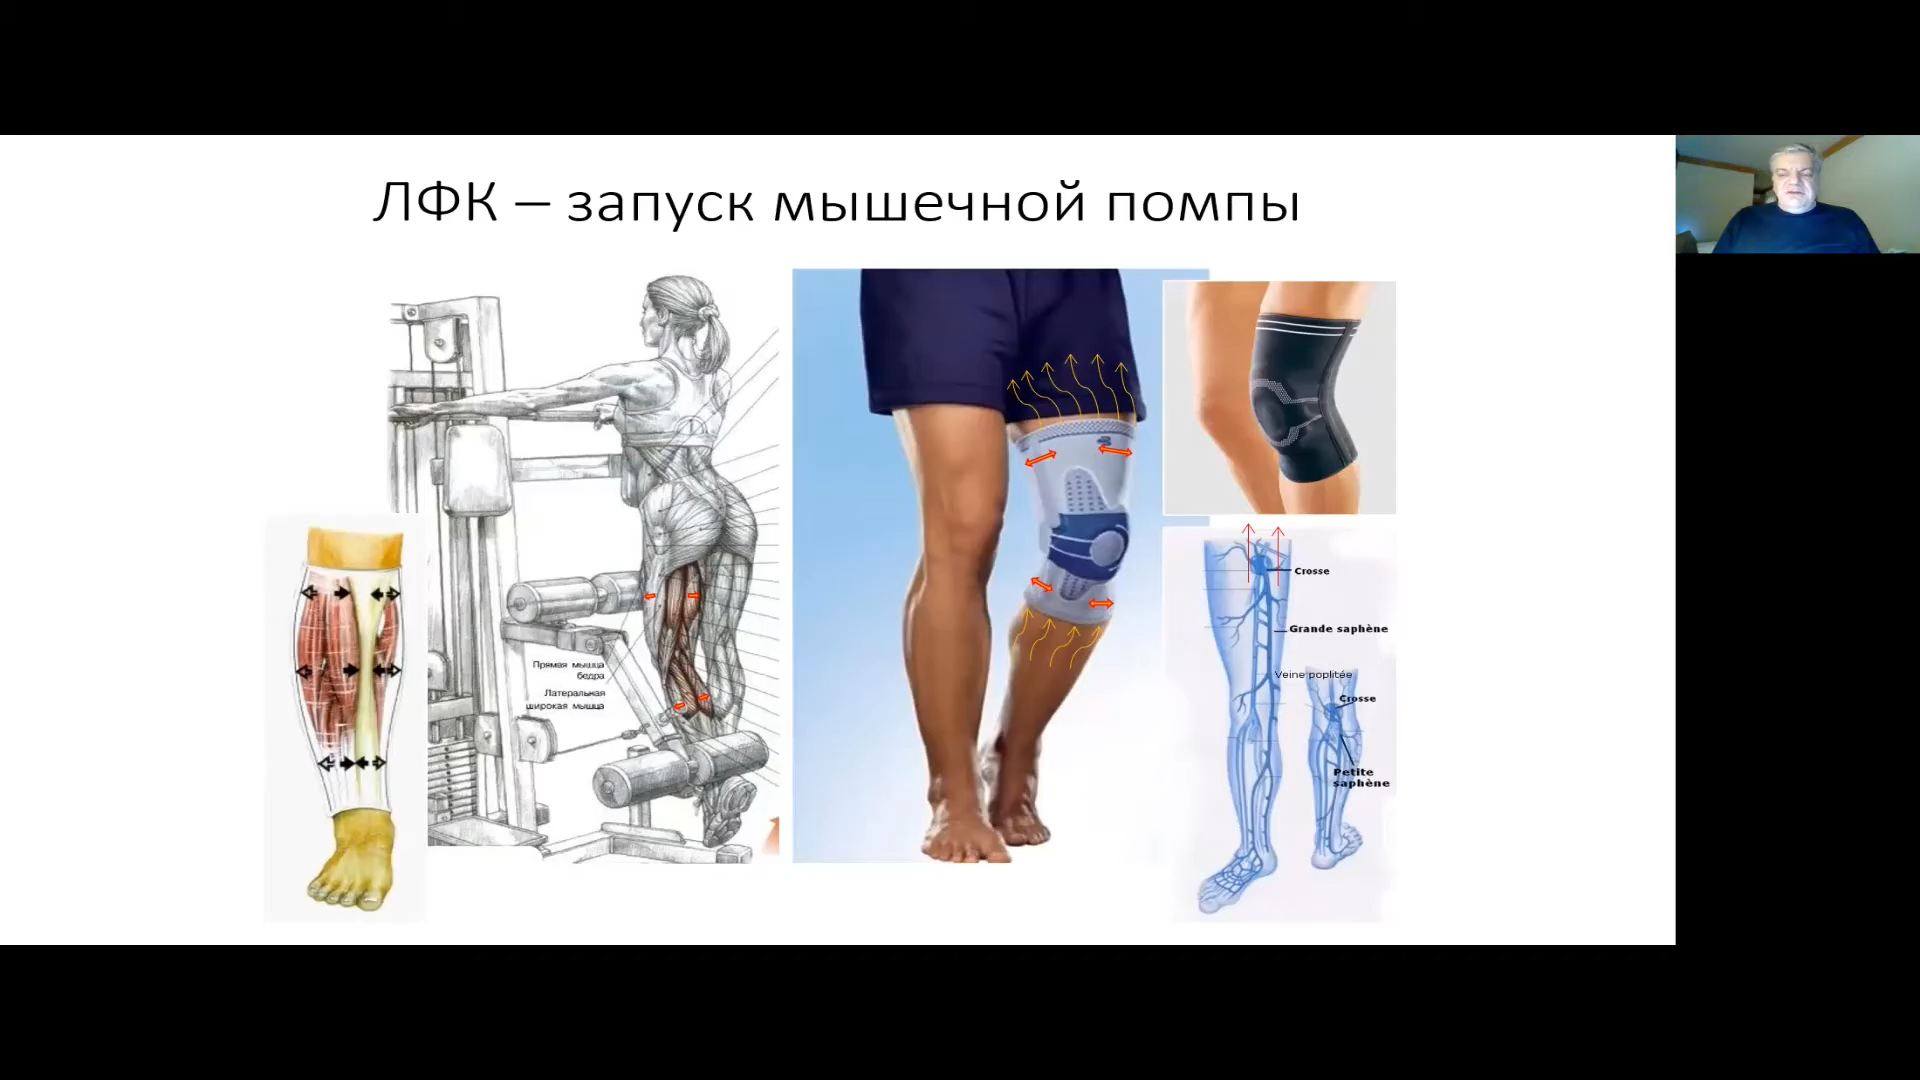 ЛФК – запуск мышечной помпы
Прямая мышца
бедра
Латеральная
широкая мышца
Crosse
Grande saphène
Veine poplitée
Crosse
Petite
saphène